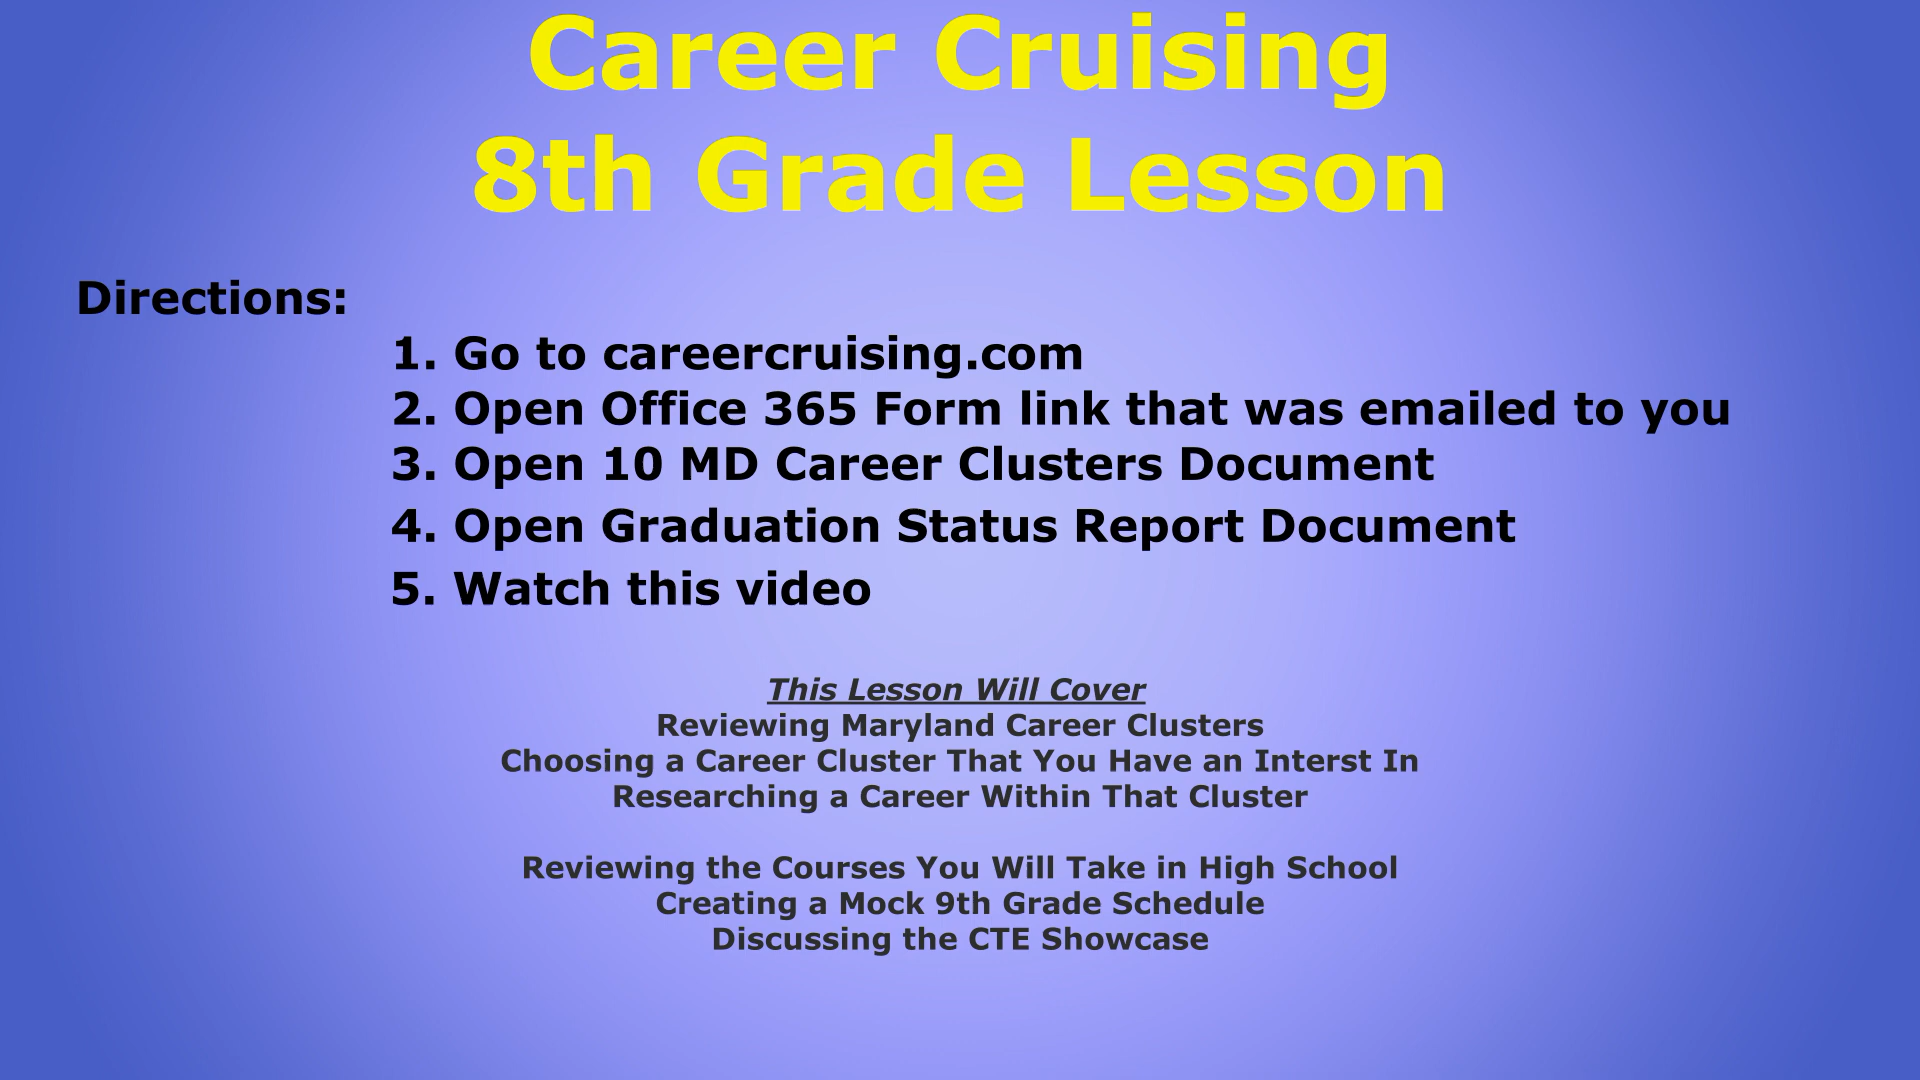 Career Cruising
8th Grade Lesson
Directions:
1. Go to careercruising.com
2. Open Office 365 Form link that was emailed to you
3. Open 10 MD Career Clusters Document
4. Open Graduation Status Report Document
5. Watch this video
This Lesson Will Cover
Reviewing Maryland Career Clusters
Choosing a Career Cluster That You Have an Interst In
Researching a Career Within That Cluster
Reviewing the Courses You Will Take in High School
Creating a Mock 9th Grade Schedule
Discussing the CTE Showcase